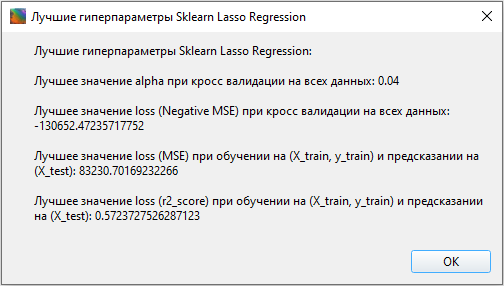 Лучшие гиперпараметры Sklearn Lasso Regression
Лучшие гиперпараметры Sklearn Lasso Regression:
Лучшее значение alpha при кросс валидации на всех данных: 0.04
Лучшее значение loss (Negative MSE) при кросс валидации на всех данных:
-130652.47235717752
Лучшее значение loss (MSE) при обучении на (X_train, y_train) и предсказании на
(X_test): 83230.70169232266
Лучшее значение loss (r2_score) при обучении на (X_train, y_train) и предсказании
на (X_test): 0.5723727526287123
OK